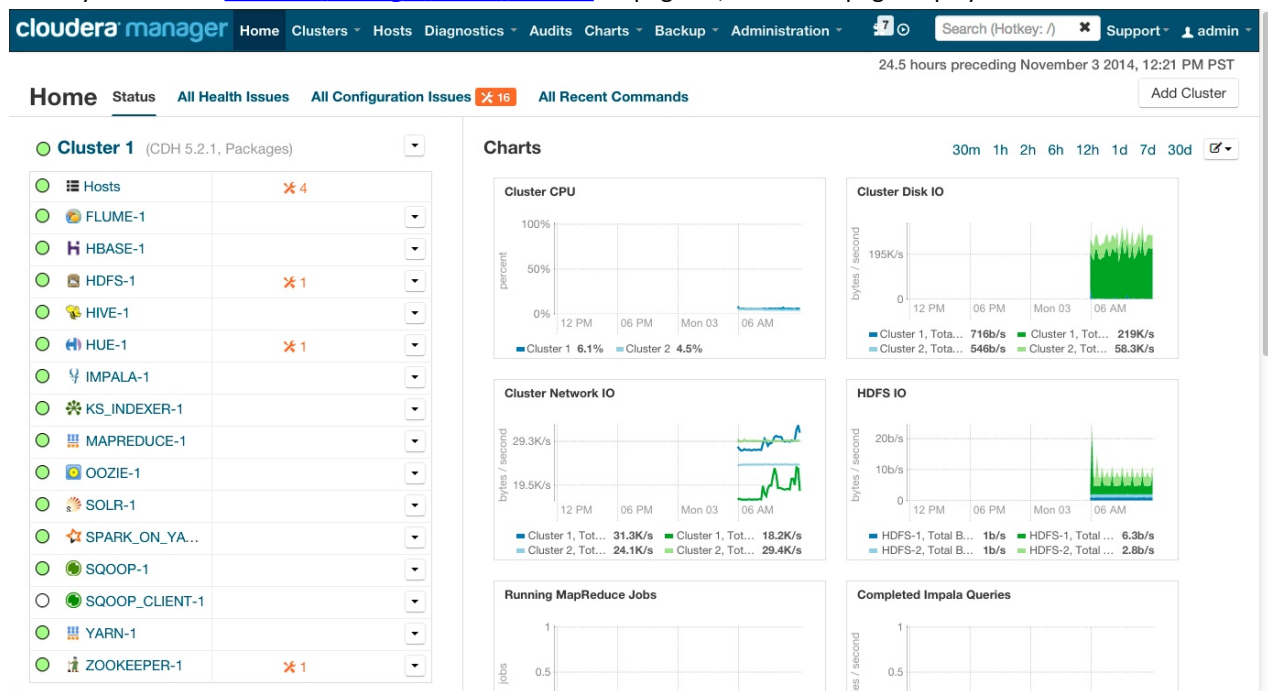 cloudera manager Home Clusters Hosts Diagnostics Audits Charts Backup Administration 7 Search (Hotkey: /) Support admin
24.5 hours preceding November 3 2014, 12:21 PM PST
Home Status All Health Issues All Configuration Issues 16 All Recent Commands Add Cluster
Cluster 1 (CDH 5.2.1, Packages)
Hosts 4
FLUME-1
HBASE-1
HDFS-1 1
HIVE-1
HUE-1 1
IMPALA-1
KS_INDEXER-1
MAPREDUCE-1
OOZIE-1
SOLR-1
SPARK_ON_YA...
SQOOP-1
SQOOP_CLIENT-1
YARN-1
ZOOKEEPER-1 1
Charts 30m 1h 2h 6h 12h 1d 7d 30d
Cluster CPU
percent
100%
50%
0%
12 PM 06 PM Mon 03 06 AM
Cluster 1 6.1% Cluster 2 4.5%
Cluster Disk IO
bytes / second
195K/s
0
12 PM 06 PM Mon 03 06 AM
Cluster 1, Tota... 716b/s Cluster 1, Tot... 219K/s
Cluster 2, Tota... 546b/s Cluster 2, Tot... 58.3K/s
Cluster Network IO
bytes / second
29.3K/s
19.5K/s
12 PM 06 PM Mon 03 06 AM
Cluster 1, Tot... 31.3K/s Cluster 1, Tot... 18.2K/s
Cluster 2, Tot... 24.1K/s Cluster 2, Tot... 29.4K/s
HDFS IO
bytes / second
20b/s
10b/s
0
12 PM 06 PM Mon 03 06 AM
HDFS-1, Total B... 1b/s HDFS-1, Total ... 6.3b/s
HDFS-2, Total B... 1b/s HDFS-2, Total ... 2.8b/s
Running MapReduce Jobs
jobs
1
0.5
Completed Impala Queries
1
0.5